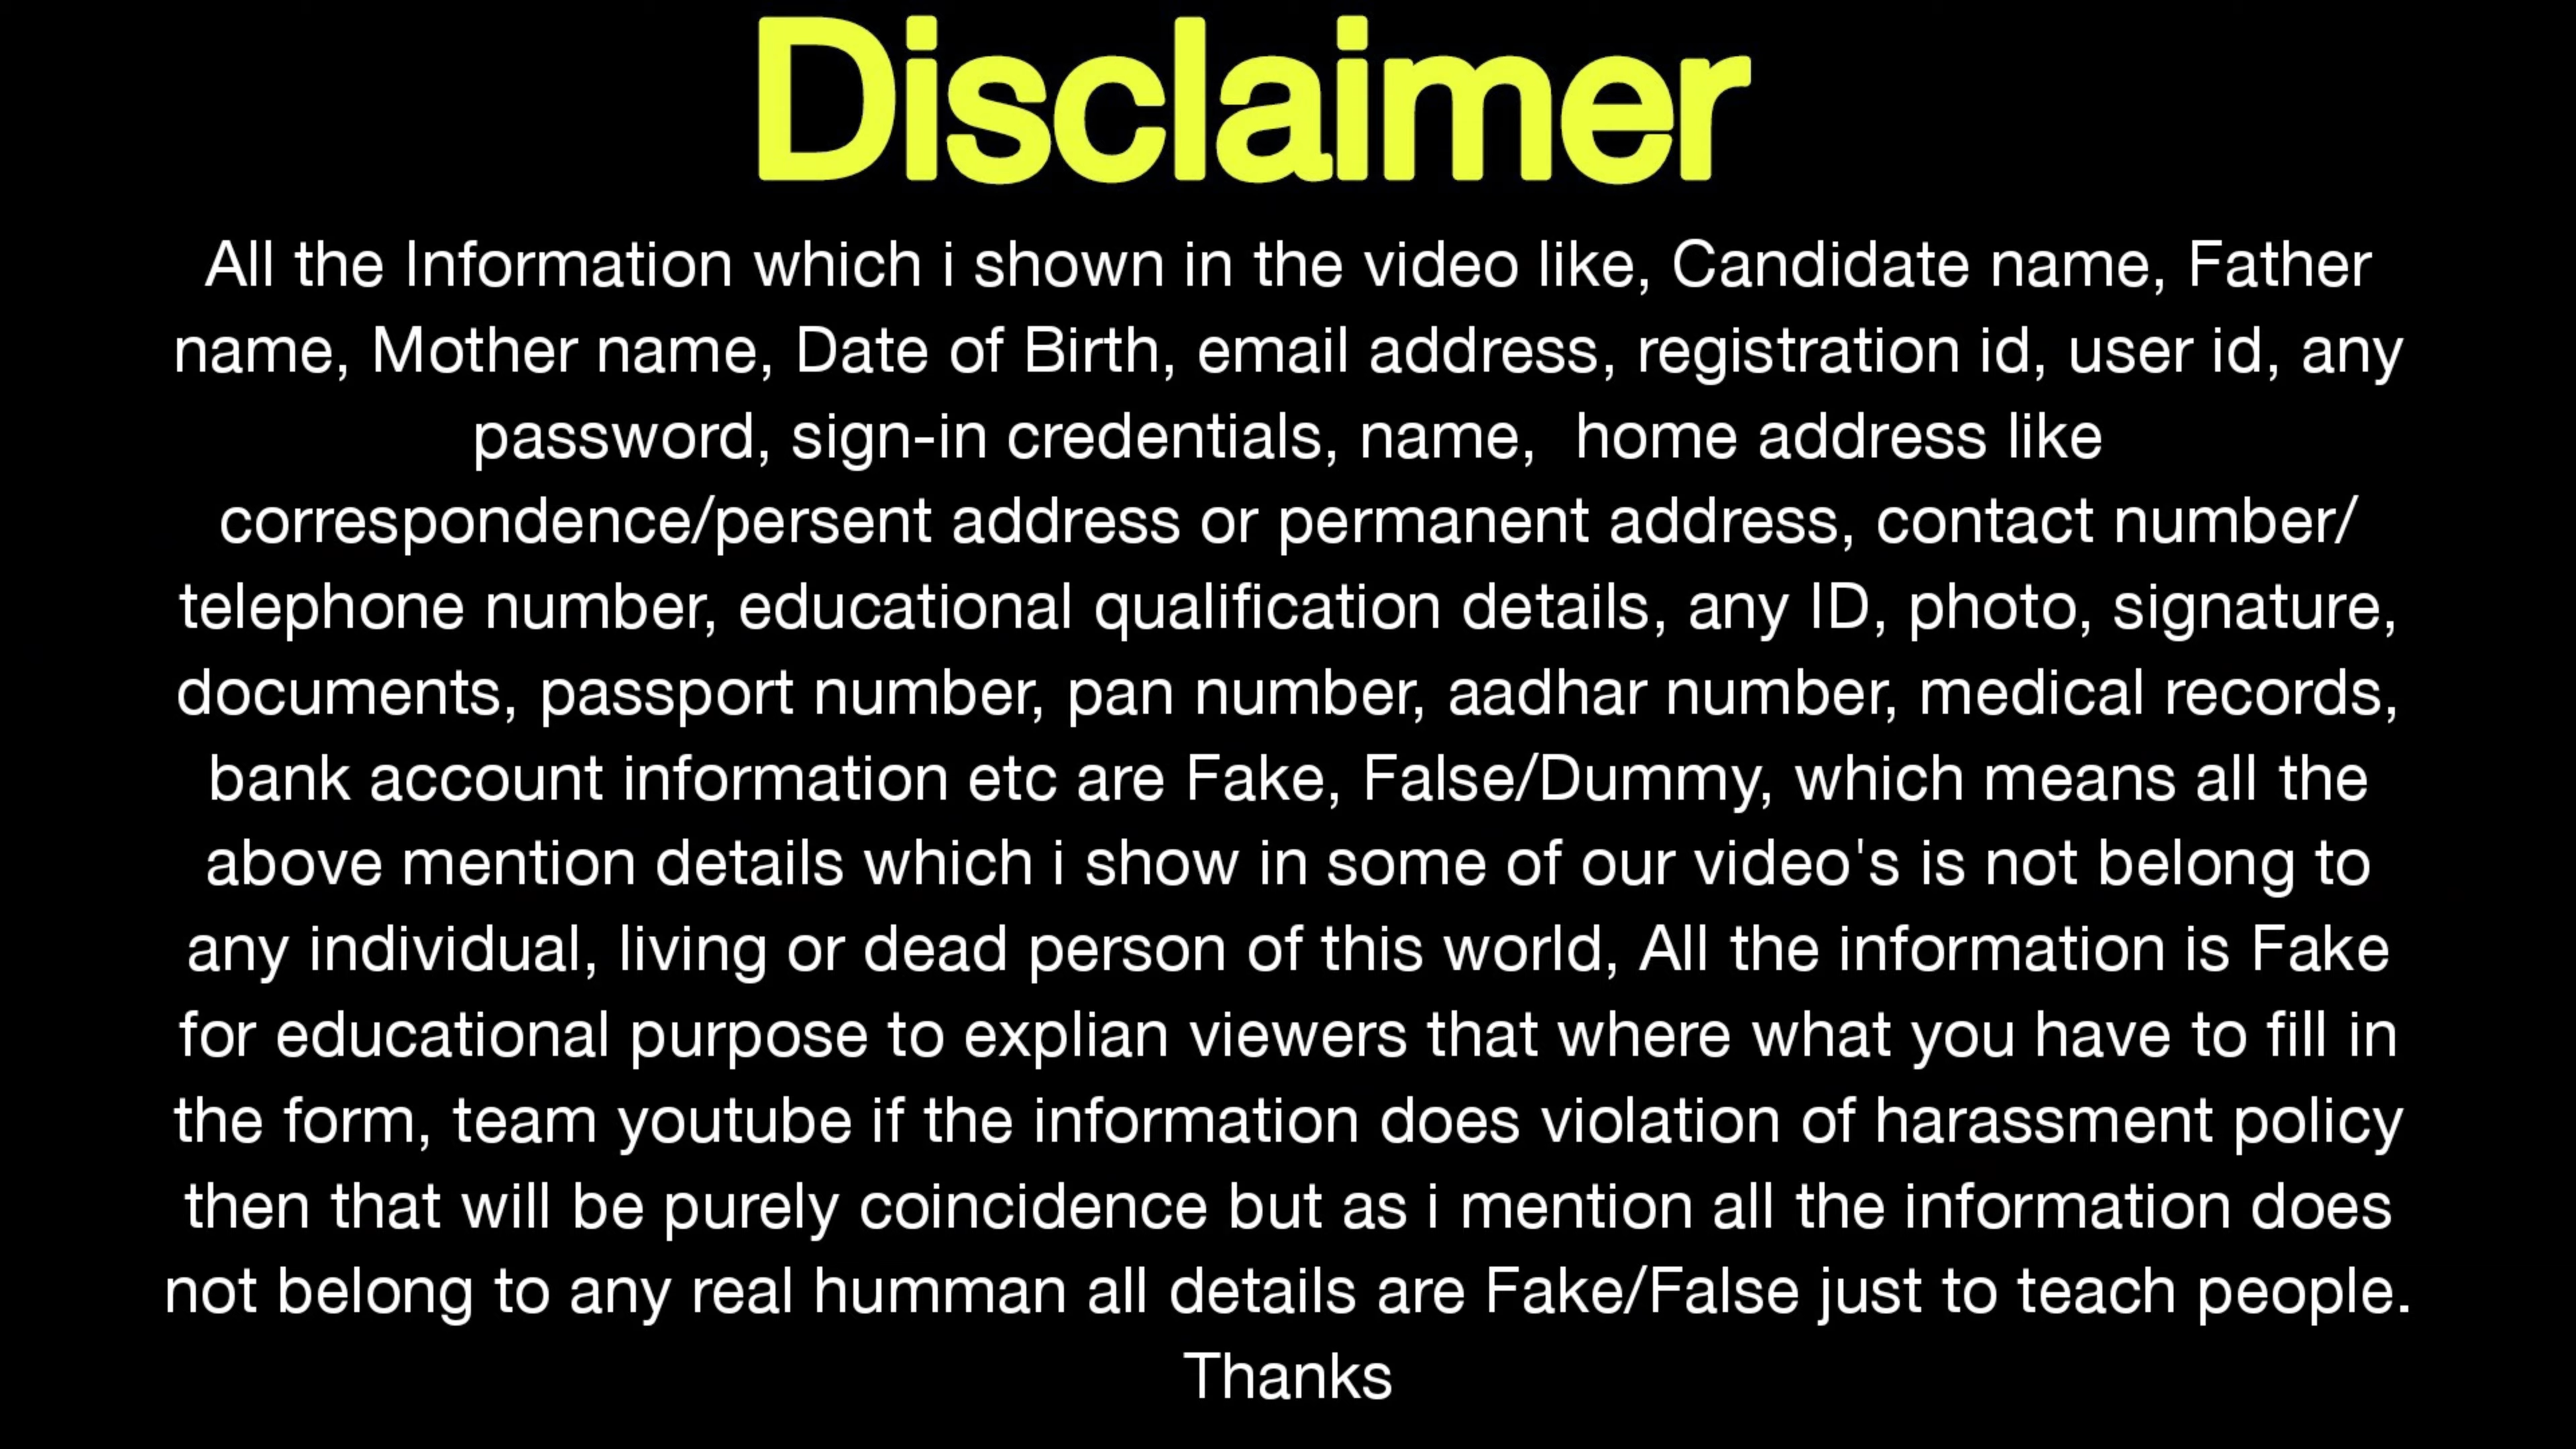 Disclaimer
All the Information which i shown in the video like, Candidate name, Father
name, Mother name, Date of Birth, email address, registration id, user id, any
password, sign-in credentials, name,  home address like
correspondence/persent address or permanent address, contact number/
telephone number, educational qualification details, any ID, photo, signature,
documents, passport number, pan number, aadhar number, medical records,
bank account information etc are Fake, False/Dummy, which means all the
above mention details which i show in some of our video's is not belong to
any individual, living or dead person of this world, All the information is Fake
for educational purpose to explian viewers that where what you have to fill in
the form, team youtube if the information does violation of harassment policy
then that will be purely coincidence but as i mention all the information does
not belong to any real humman all details are Fake/False just to teach people.
Thanks